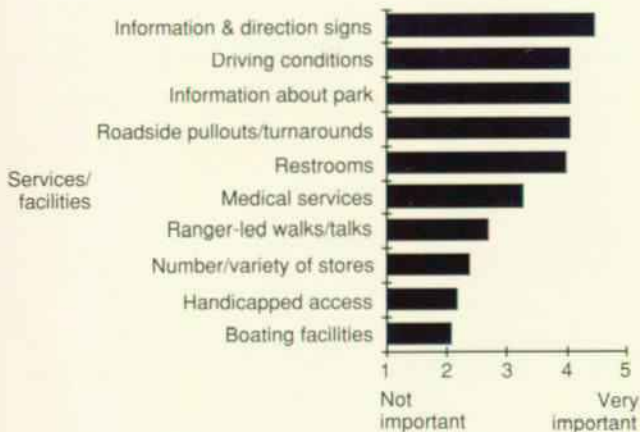 Information & direction signs
Driving conditions
Information about park
Roadside pullouts/turnarounds
Restrooms
Services/
facilities
Medical services
Ranger-led walks/talks
Number/variety of stores
Handicapped access
Boating facilities
1 2 3 4 5
Not Very
important important